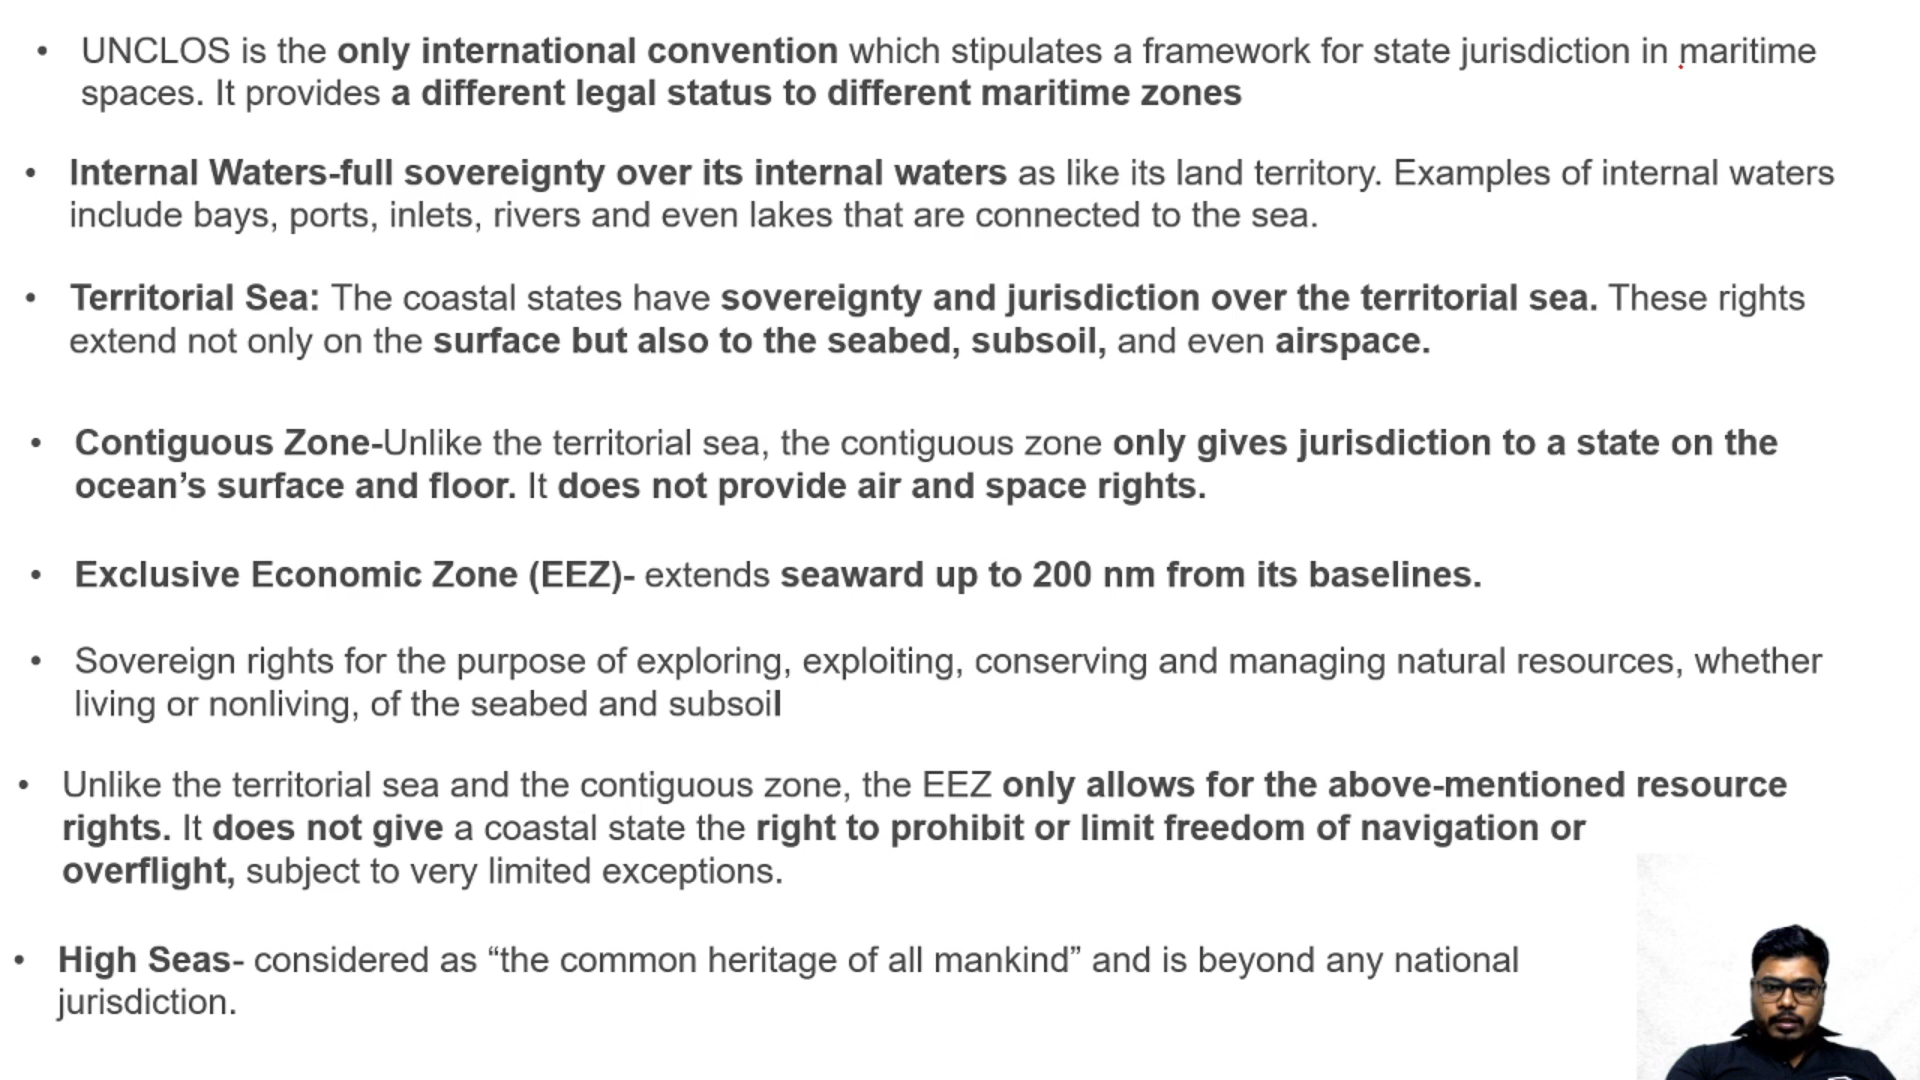 • UNCLOS is the only international convention which stipulates a framework for state jurisdiction in maritime
spaces. It provides a different legal status to different maritime zones
• Internal Waters-full sovereignty over its internal waters as like its land territory. Examples of internal waters
include bays, ports, inlets, rivers and even lakes that are connected to the sea.
• Territorial Sea: The coastal states have sovereignty and jurisdiction over the territorial sea. These rights
extend not only on the surface but also to the seabed, subsoil, and even airspace.
• Contiguous Zone-Unlike the territorial sea, the contiguous zone only gives jurisdiction to a state on the
ocean’s surface and floor. It does not provide air and space rights.
• Exclusive Economic Zone (EEZ)- extends seaward up to 200 nm from its baselines.
• Sovereign rights for the purpose of exploring, exploiting, conserving and managing natural resources, whether
living or nonliving, of the seabed and subsoil
• Unlike the territorial sea and the contiguous zone, the EEZ only allows for the above-mentioned resource
rights. It does not give a coastal state the right to prohibit or limit freedom of navigation or
overflight, subject to very limited exceptions.
• High Seas- considered as “the common heritage of all mankind” and is beyond any national
jurisdiction.